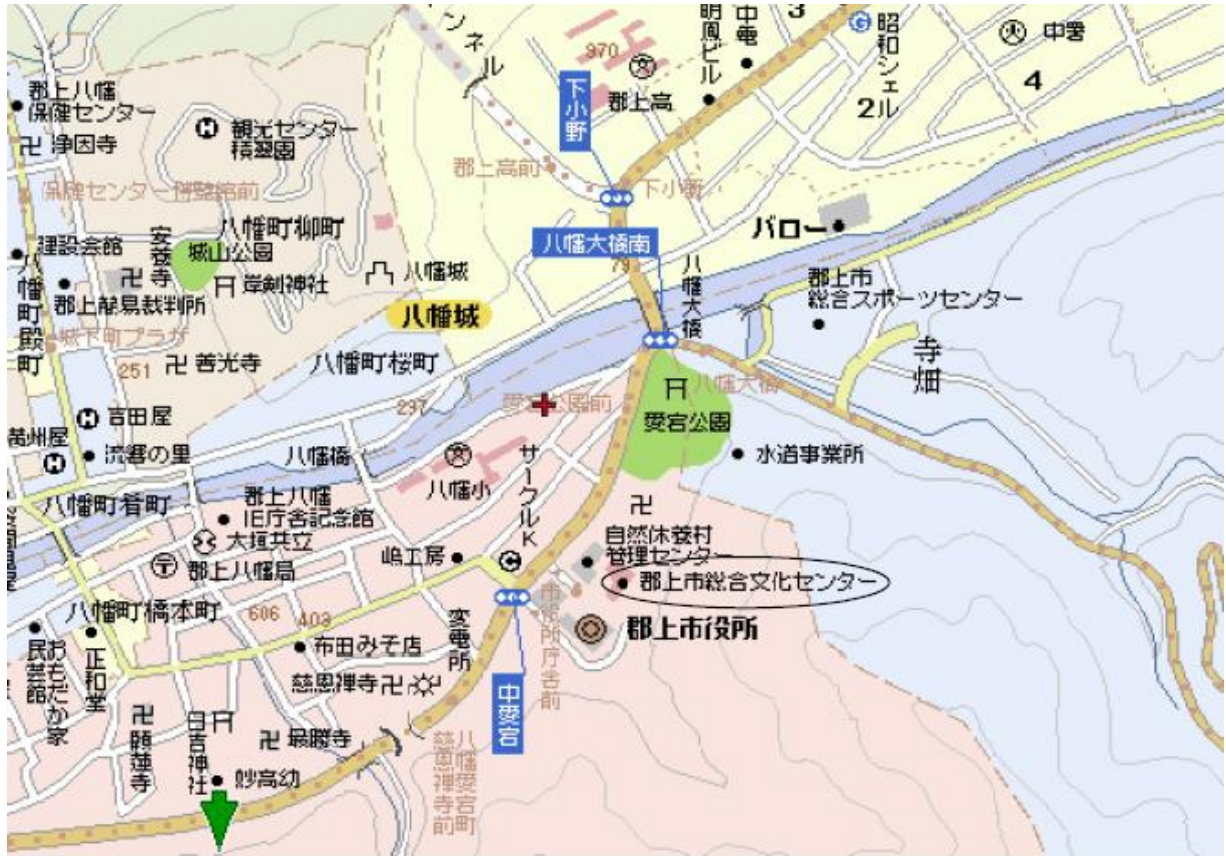 ンネル
970
郡上高
下小野
明鳳ビル
中電
3
G
昭和シェル
2
中署
4
郡上八幡
保健センター
浄因寺
観光センター
積翠園
郡上高前
下小野
保健センター博覧館前
八幡町柳町
城山公園
安養寺
建設会館
岸剣神社
八幡城
八幡大橋南
79
八幡大橋
バロー
郡上市
総合スポーツセンター
郡上簡易裁判所
八幡町殿町
城下町プラザ
251
善光寺
八幡城
八幡町桜町
寺畑
297
愛宕公園前
八幡大橋
愛宕公園
水道事業所
吉田屋
流響の里
八幡橋
八幡小
サークルK
八幡町肴町
郡上八幡
旧庁舎記念館
大垣共立
郡上八幡局
嶋工房
自然休養村
管理センター
郡上市総合文化センター
郡上市役所
市役所庁舎前
八幡町橋本町
606
403
布田みそ店
変電所
慈恩禅寺
中愛宕
おもだか家
民芸館
正和堂
願蓮寺
日吉神社
最勝寺
妙高幼
八幡愛宕町
慈恩禅寺前